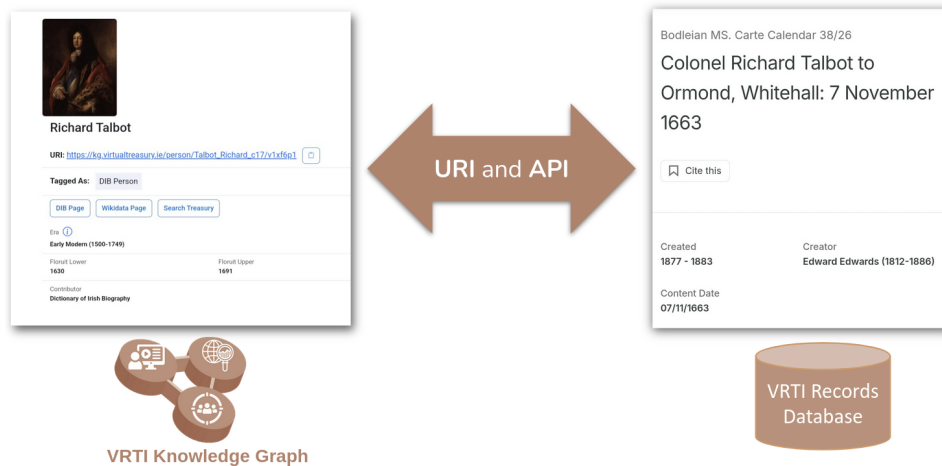 Richard Talbot
URI: https://kg.virtualtreasury.ie/person/Talbot_Richard_c17/v1xf6p1
Tagged As: DIB Person
DIB Page Wikidata Page Search Treasury
Era
Early Modern (1500-1749)
Floruit Lower Floruit Upper
1630 1691
Contributor
Dictionary of Irish Biography
VRTI Knowledge Graph
URI and API
Bodleian MS. Carte Calendar 38/26
Colonel Richard Talbot to
Ormond, Whitehall: 7 November
1663
Cite this
Created Creator
1877 - 1883 Edward Edwards (1812-1886)
Content Date
07/11/1663
VRTI Records
Database